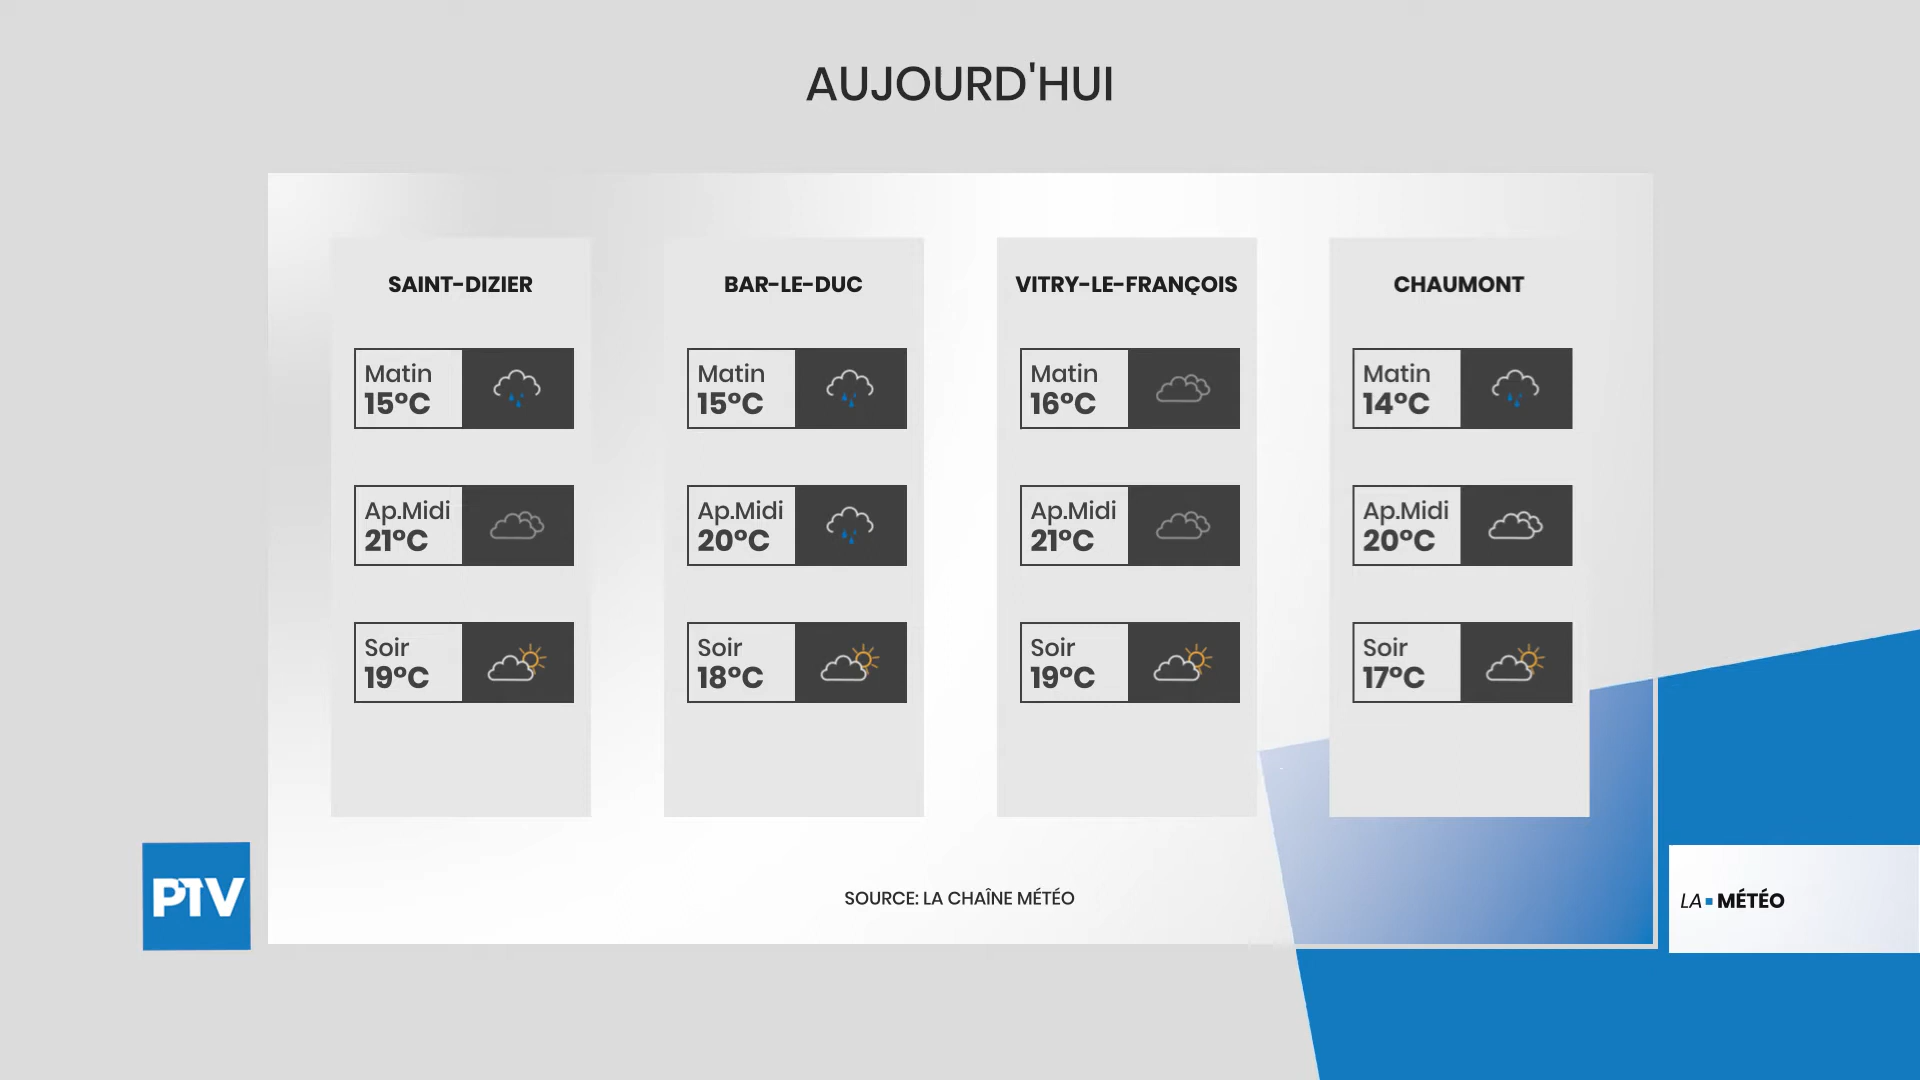 AUJOURD'HUI
SAINT-DIZIER
Matin
15°C
Ap.Midi
21°C
Soir
19°C
BAR-LE-DUC
Matin
15°C
Ap.Midi
20°C
Soir
18°C
VITRY-LE-FRANÇOIS
Matin
16°C
Ap.Midi
21°C
Soir
19°C
CHAUMONT
Matin
14°C
Ap.Midi
20°C
Soir
17°C
PTV
SOURCE: LA CHAÎNE MÉTÉO
LA MÉTÉO